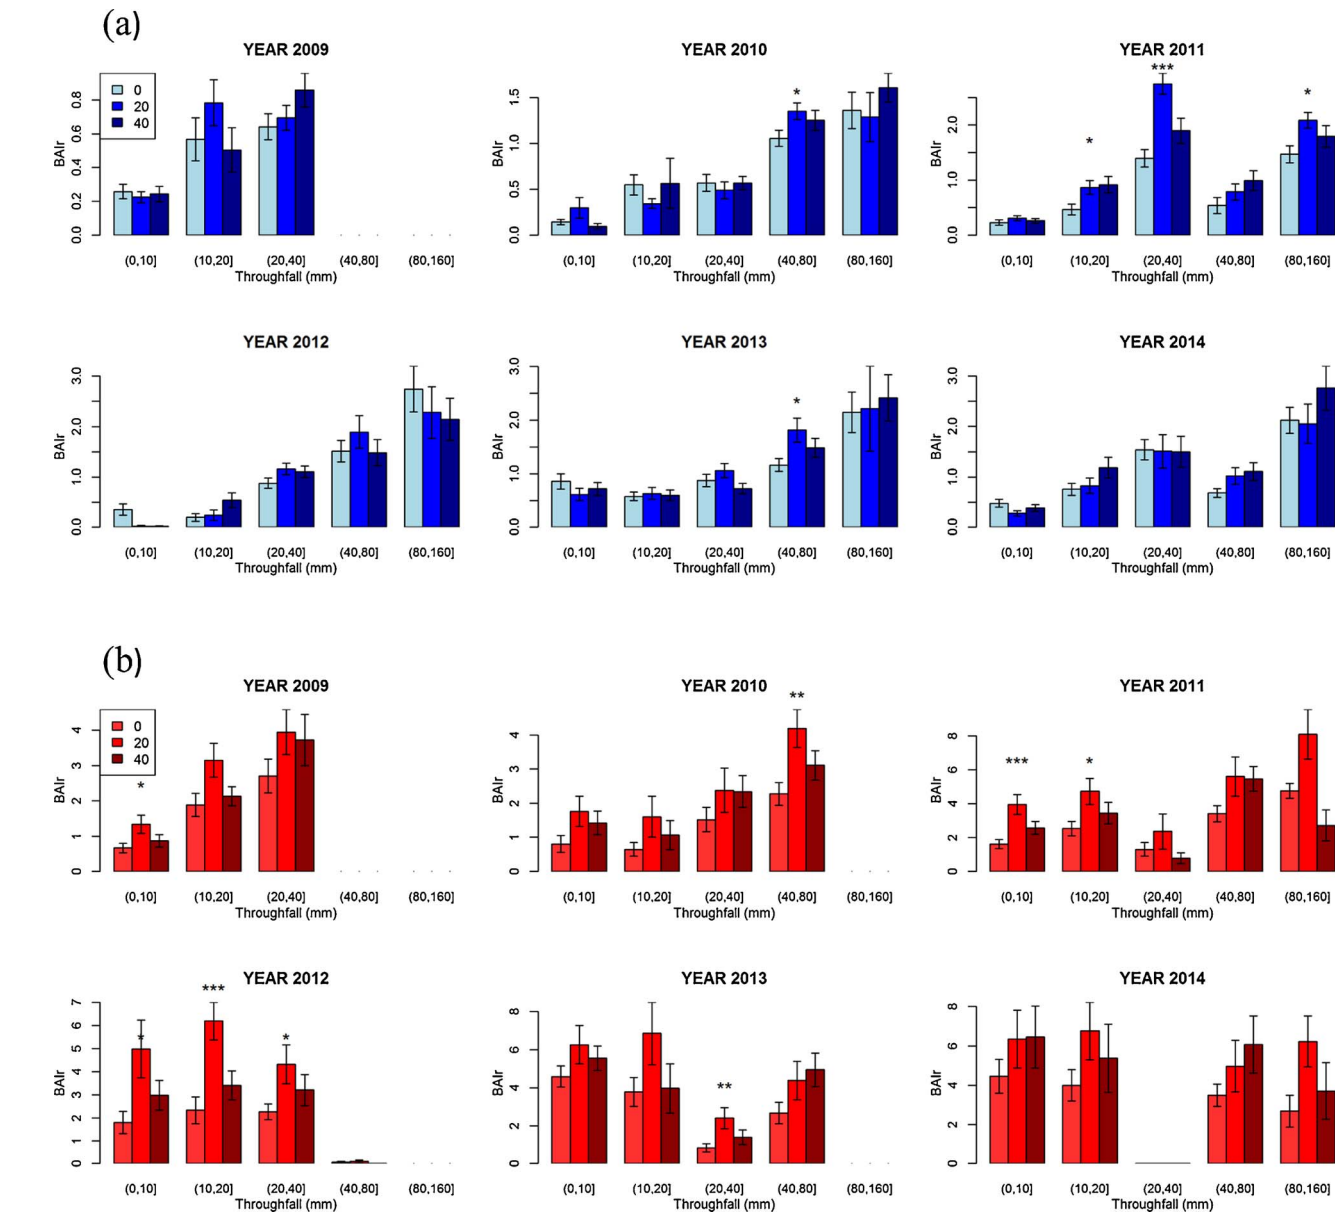 (a)
YEAR 2009
0
20
40
BAIr
0.0 0.2 0.4 0.6 0.8
(0,10] (10,20] (20,40] (40,80] (80,160]
Throughfall (mm)
YEAR 2010
*
BAIr
0.0 0.5 1.0 1.5
(0,10] (10,20] (20,40] (40,80] (80,160]
Throughfall (mm)
YEAR 2011
* *** *
BAIr
0.0 1.0 2.0
(0,10] (10,20] (20,40] (40,80] (80,160]
Throughfall (mm)
YEAR 2012
BAIr
0.0 1.0 2.0 3.0
(0,10] (10,20] (20,40] (40,80] (80,160]
Throughfall (mm)
YEAR 2013
*
BAIr
0.0 1.0 2.0 3.0
(0,10] (10,20] (20,40] (40,80] (80,160]
Throughfall (mm)
YEAR 2014
BAIr
0.0 1.0 2.0 3.0
(0,10] (10,20] (20,40] (40,80] (80,160]
Throughfall (mm)
(b)
YEAR 2009
0
20
40
*
BAIr
0 1 2 3 4
(0,10] (10,20] (20,40] (40,80] (80,160]
Throughfall (mm)
YEAR 2010
**
BAIr
0 1 2 3 4
(0,10] (10,20] (20,40] (40,80] (80,160]
Throughfall (mm)
YEAR 2011
*** *
BAIr
0 2 4 6 8
(0,10] (10,20] (20,40] (40,80] (80,160]
Throughfall (mm)
YEAR 2012
* *** *
BAIr
0 1 2 3 4 5 6 7
(0,10] (10,20] (20,40] (40,80] (80,160]
Throughfall (mm)
YEAR 2013
**
BAIr
0 2 4 6 8
(0,10] (10,20] (20,40] (40,80] (80,160]
Throughfall (mm)
YEAR 2014
BAIr
0 2 4 6 8
(0,10] (10,20] (20,40] (40,80] (80,160]
Throughfall (mm)